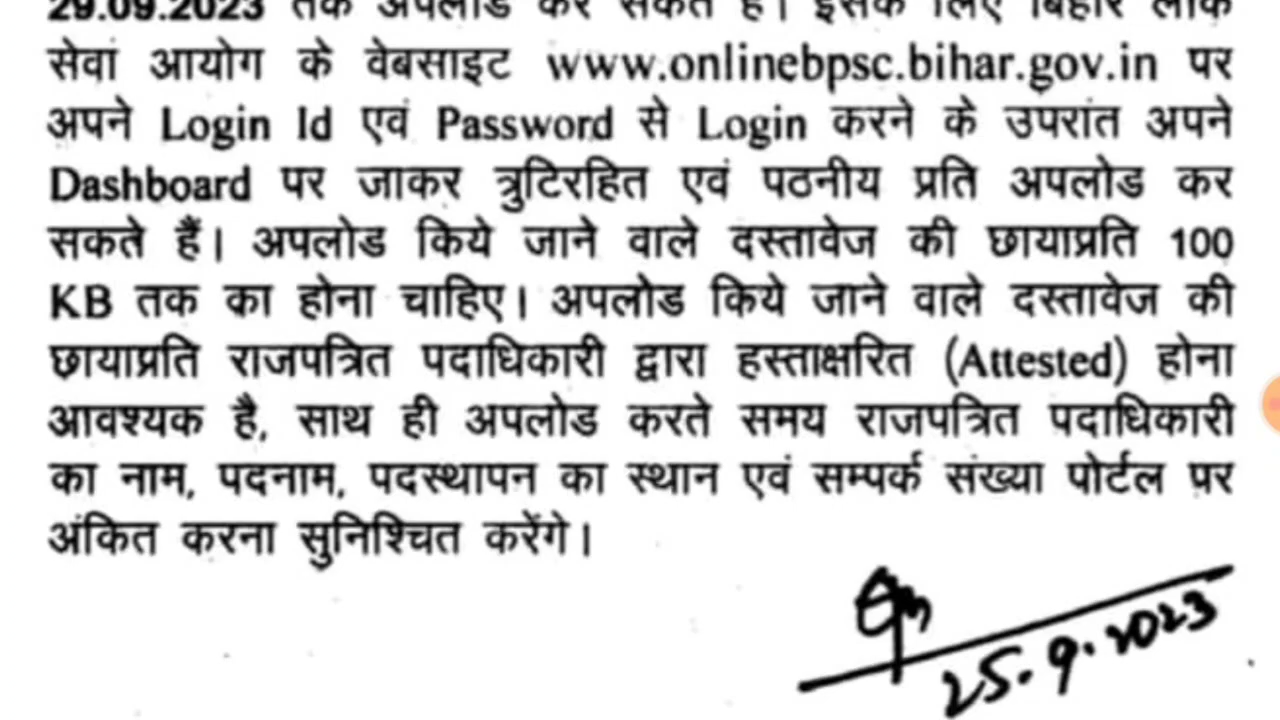 29.09.2023 तक अपलोड कर सकते हैं। इसके लिए बिहार लोक
सेवा आयोग के वेबसाइट www.onlinebpsc.bihar.gov.in पर
अपने Login Id एवं Password से Login करने के उपरांत अपने
Dashboard पर जाकर त्रुटिरहित एवं पठनीय प्रति अपलोड कर
सकते हैं। अपलोड किये जाने वाले दस्तावेज की छायाप्रति 100
KB तक का होना चाहिए। अपलोड किये जाने वाले दस्तावेज की
छायाप्रति राजपत्रित पदाधिकारी द्वारा हस्ताक्षरित (Attested) होना
आवश्यक है, साथ ही अपलोड करते समय राजपत्रित पदाधिकारी
का नाम, पदनाम, पदस्थापन का स्थान एवं सम्पर्क संख्या पोर्टल पर
अंकित करना सुनिश्चित करेंगे।
25.9.2023